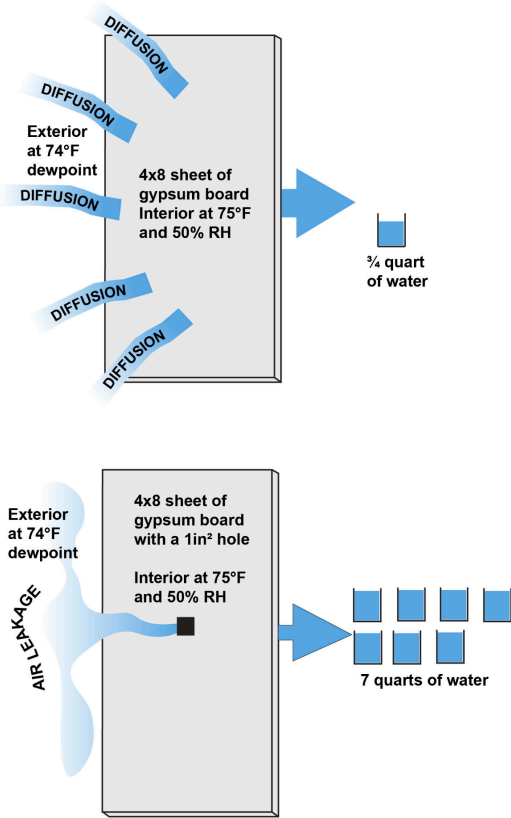 DIFFUSION
DIFFUSION
Exterior
at 74°F
dewpoint
DIFFUSION
4x8 sheet of
gypsum board
Interior at 75°F
and 50% RH
¾ quart
of water
DIFFUSION
DIFFUSION
Exterior
at 74°F
dewpoint
4x8 sheet of
gypsum board
with a 1in² hole
Interior at 75°F
and 50% RH
AIR LEAKAGE
7 quarts of water